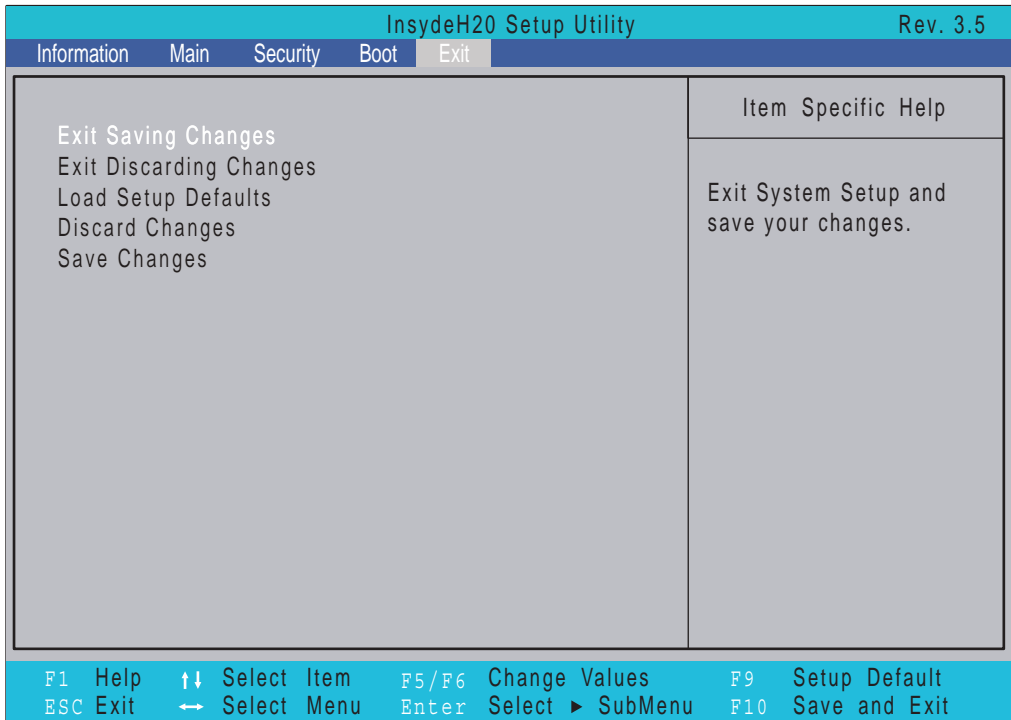 InsydeH20 Setup Utility Rev. 3.5
Information Main Security Boot Exit
Item Specific Help
Exit Saving Changes
Exit Discarding Changes
Load Setup Defaults
Discard Changes
Save Changes
Exit System Setup and
save your changes.
F1 Help ↑↓ Select Item F5/F6 Change Values F9 Setup Default
ESC Exit ↔ Select Menu Enter Select ► SubMenu F10 Save and Exit